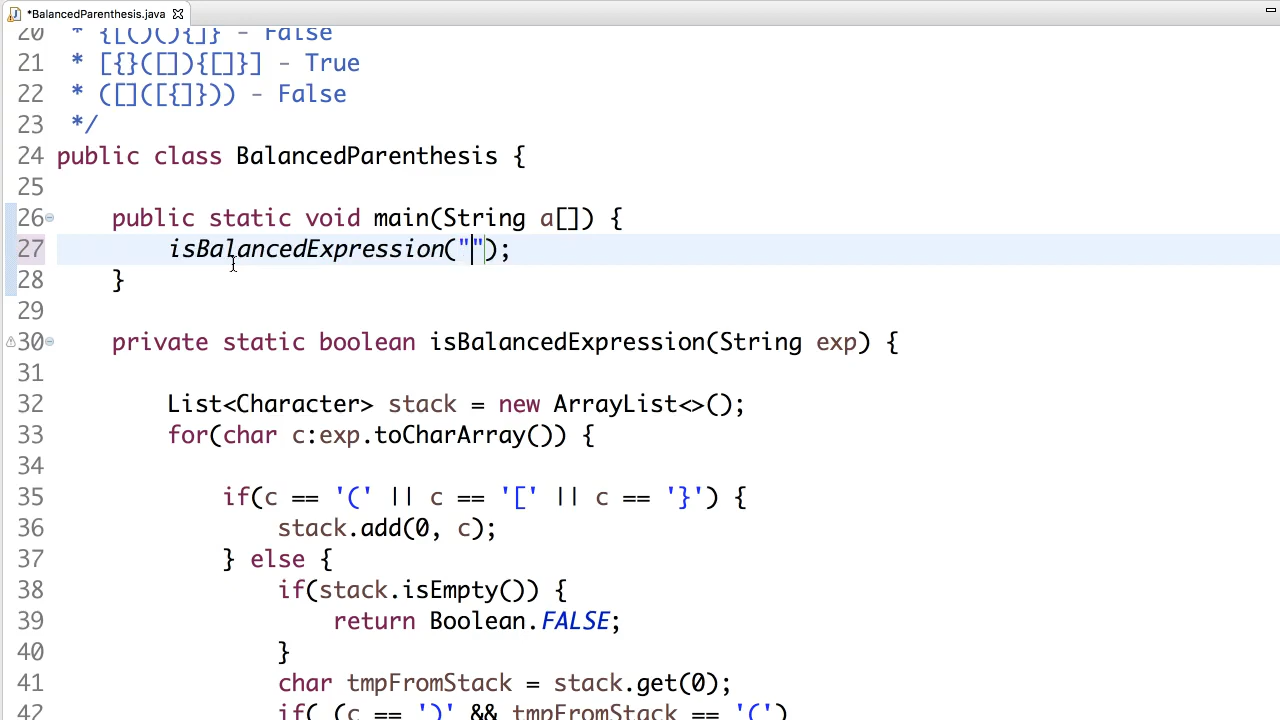 *BalancedParenthesis.java
20 * {[()(){]} - False
21 * [{}([]){[]}] - True
22 * ([]([{]})) - False
23 */
24 public class BalancedParenthesis {
25
26 public static void main(String a[]) {
27 isBalancedExpression("");
28 }
29
30 private static boolean isBalancedExpression(String exp) {
31
32 List<Character> stack = new ArrayList<>();
33 for(char c:exp.toCharArray()) {
34
35 if(c == '(' || c == '[' || c == '}') {
36 stack.add(0, c);
37 } else {
38 if(stack.isEmpty()) {
39 return Boolean.FALSE;
40 }
41 char tmpFromStack = stack.get(0);
42 if( (c == ')' && tmpFromStack == '(')